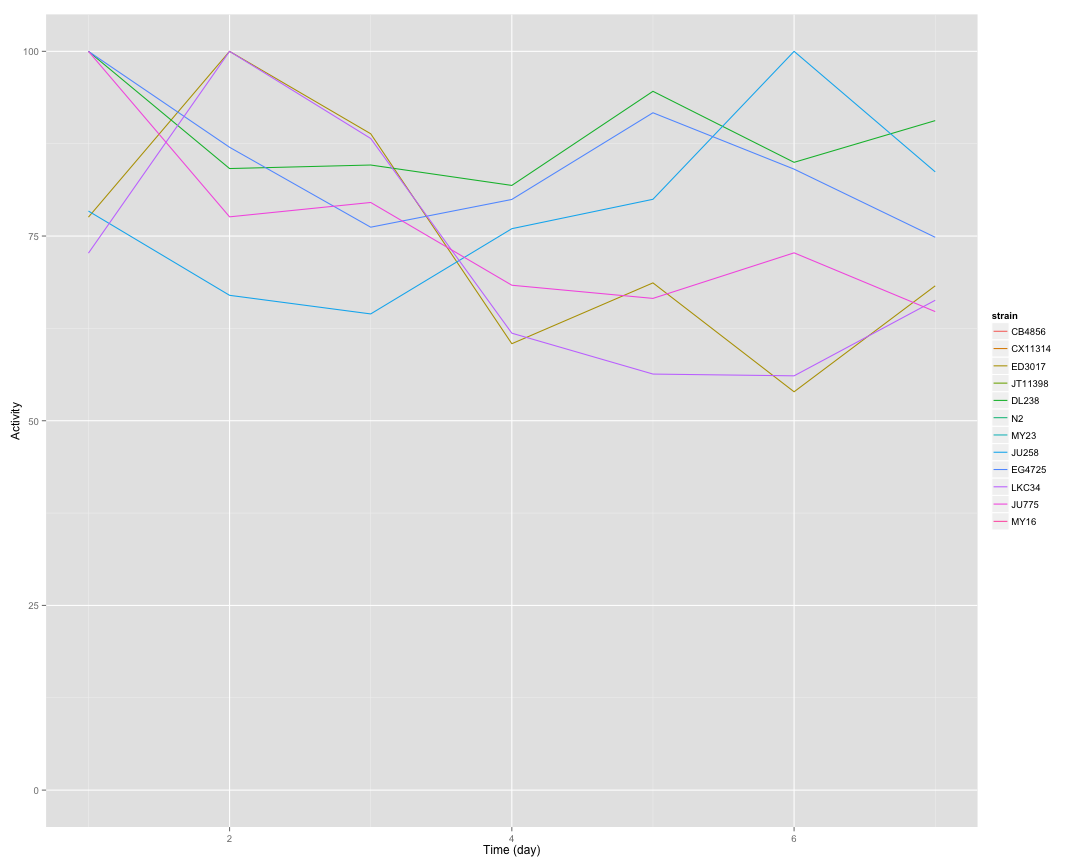 100
75
50
25
0
Activity
2
4
6
Time (day)
strain
CB4856
CX11314
ED3017
JT11398
DL238
N2
MY23
JU258
EG4725
LKC34
JU775
MY16